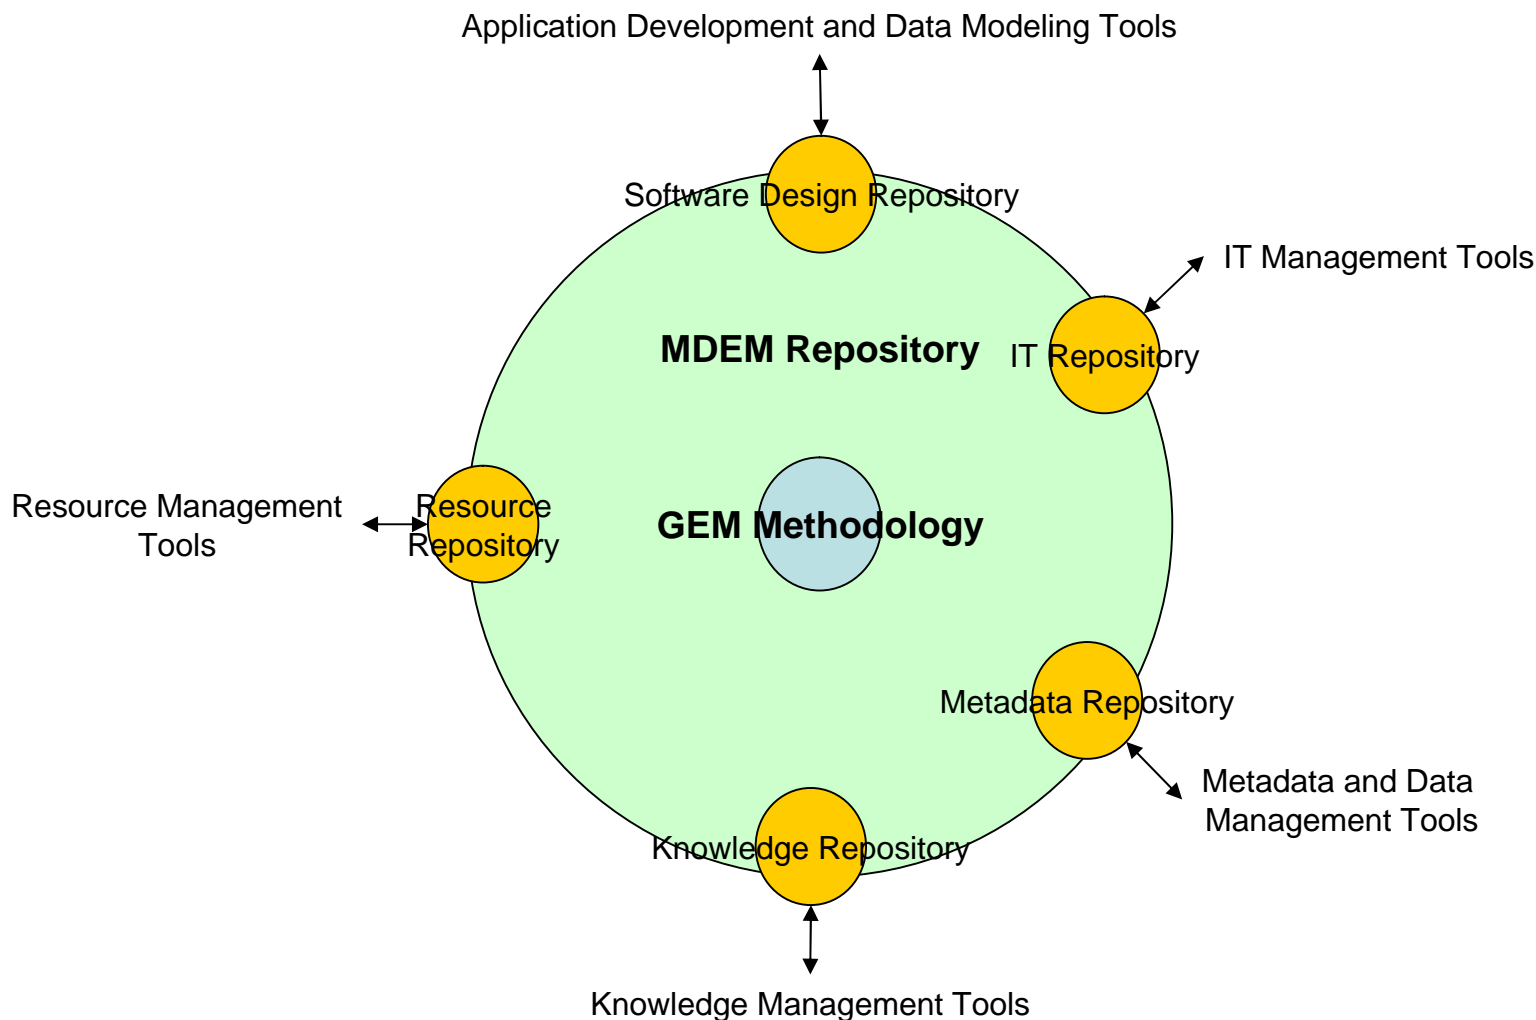 Application Development and Data Modeling Tools
Software Design Repository
IT Management Tools
MDEM Repository
IT Repository
Resource Management
Tools
Resource
Repository
GEM Methodology
Metadata Repository
Metadata and Data
Management Tools
Knowledge Repository
Knowledge Management Tools